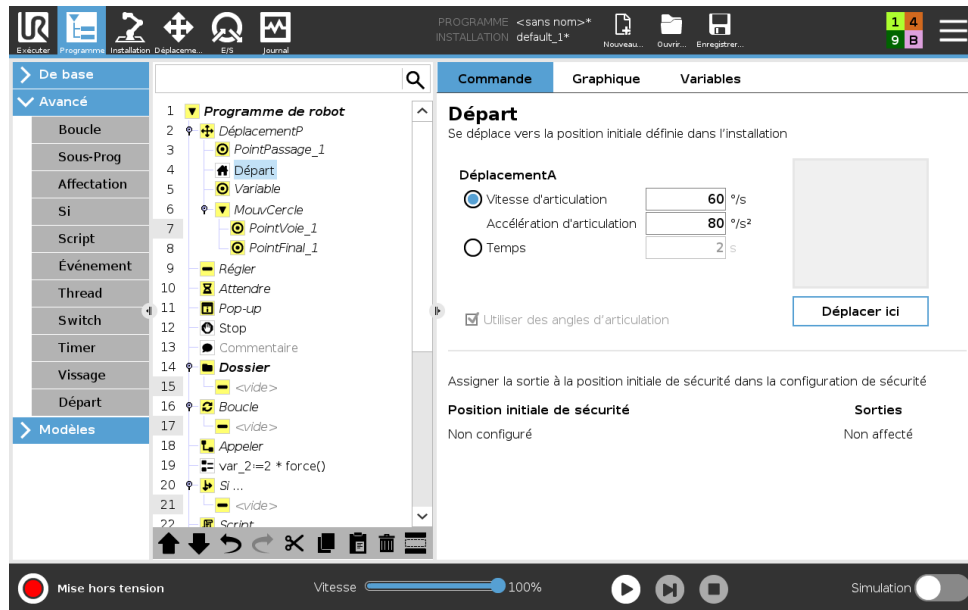 PROGRAMME <sans nom>*
INSTALLATION default_1*
Exécuter
Programme
Installation
Déplaceme...
E/S
Journal
Nouveau...
Ouvrir...
Enregistrer...
1 4
9 B
De base
Avancé
Boucle
Sous-Prog
Affectation
Si
Script
Événement
Thread
Switch
Timer
Vissage
Départ
Modèles
1 Programme de robot
2 DéplacementP
3 PointPassage_1
4 Départ
5 Variable
6 MouvCercle
7 PointVoie_1
8 PointFinal_1
9 Régler
10 Attendre
11 Pop-up
12 Stop
13 Commentaire
14 Dossier
15 <vide>
16 Boucle
17 <vide>
18 Appeler
19 var_2:=2 * force()
20 Si ...
21 <vide>
22 Script
Commande Graphique Variables
Départ
Se déplace vers la position initiale définie dans l'installation
DéplacementA
Vitesse d'articulation 60 °/s
Accélération d'articulation 80 °/s²
Temps 2 s
Utiliser des angles d'articulation
Déplacer ici
Assigner la sortie à la position initiale de sécurité dans la configuration de sécurité
Position initiale de sécurité Sorties
Non configuré Non affecté
Mise hors tension
Vitesse 100%
Simulation